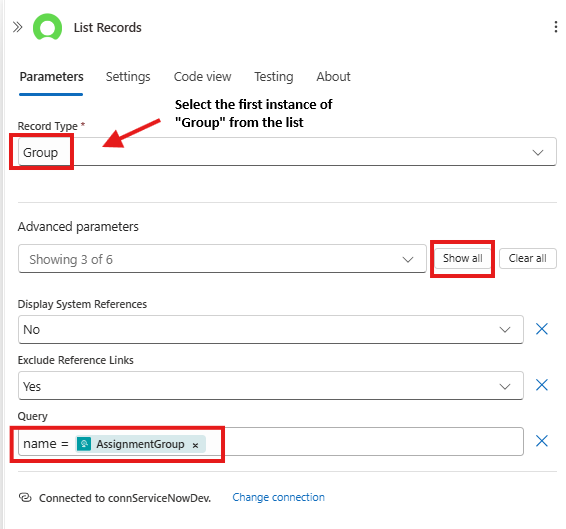 List Records
Parameters Settings Code view Testing About
Select the first instance of
"Group" from the list
Record Type *
Group
Advanced parameters
Showing 3 of 6 Show all Clear all
Display System References
No
Exclude Reference Links
Yes
Query
name = AssignmentGroup ×
Connected to connServiceNowDev. Change connection